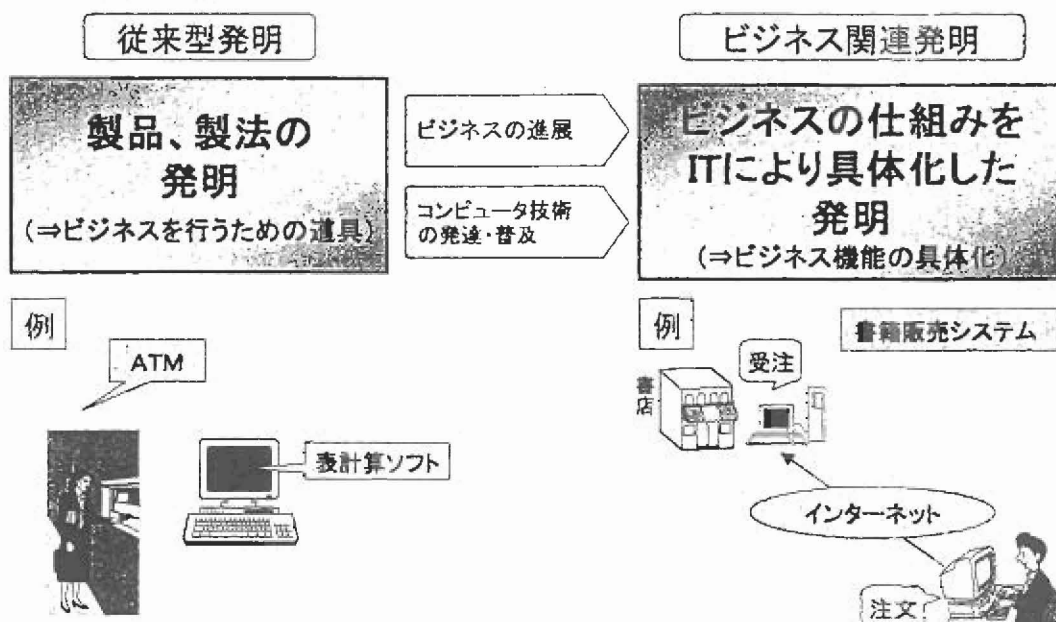 従来型発明
ビジネス関連発明
製品、製法の
発明
(⇒ビジネスを行うための道具)
ビジネスの進展
コンピュータ技術
の発達・普及
ビジネスの仕組みを
ITにより具体化した
発明
(⇒ビジネス機能の具体化)
例
ATM
表計算ソフト
例
書籍販売システム
書店
受注
インターネット
注文